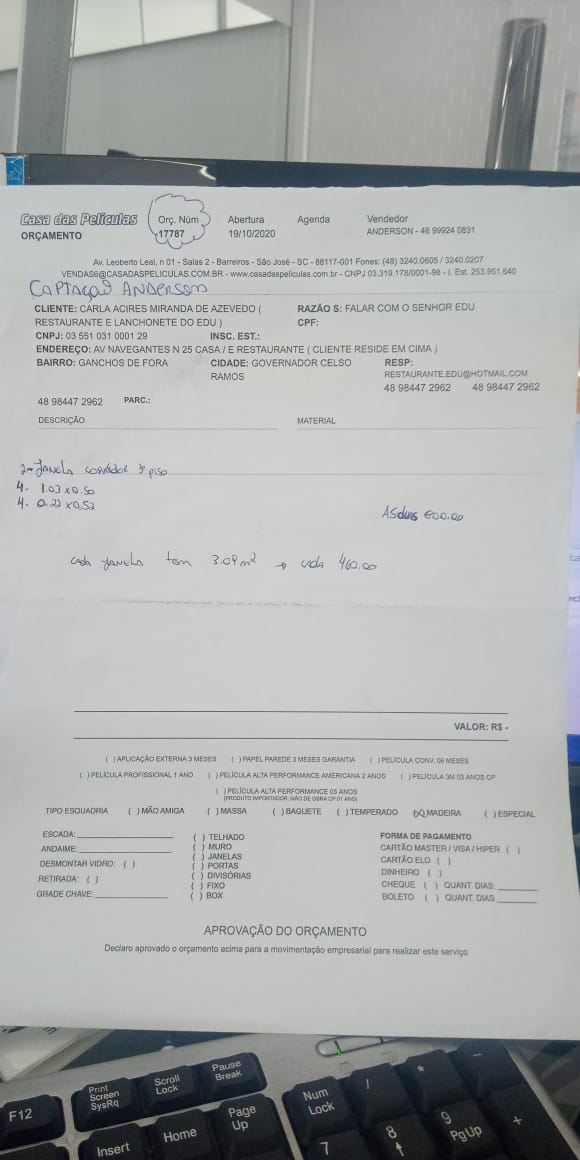 Casa das Películas
ORÇAMENTO
Orç. Núm
17787
Abertura
19/10/2020
Agenda
Vendedor
ANDERSON - 48 99924 0831
Av. Leoberto Leal, n 01 - Salas 2 - Barreiros - São José - SC - 88117-001 Fones: (48) 3240.0605 / 3240.0207
VENDAS6@CASADASPELICULAS.COM.BR - www.casadaspeliculas.com.br - CNPJ 03.319.178/0001-98 - I. Est. 253.951.640
CAPTAÇÃO ANDERSON
CLIENTE: CARLA ACIRES MIRANDA DE AZEVEDO (
RESTAURANTE E LANCHONETE DO EDU )
RAZÃO S: FALAR COM O SENHOR EDU
CPF:
CNPJ: 03 551 031 0001 29
INSC. EST.:
ENDEREÇO: AV NAVEGANTES N 25 CASA / E RESTAURANTE ( CLIENTE RESIDE EM CIMA )
BAIRRO: GANCHOS DE FORA
CIDADE: GOVERNADOR CELSO
RAMOS
RESP:
RESTAURANTE.EDU@HOTMAIL.COM
48 98447 2962 48 98447 2962
48 98447 2962
PARC.:
DESCRIÇÃO
MATERIAL
2- JANELA CORREDOR piso
4. 1.03 x 0.50
4. 0.22 x 0,52
AS duas 800.00
cada JANELA tem 3.09 m² → cada 460.00
VALOR: R$ -
( ) APLICAÇÃO EXTERNA 3 MESES ( ) PAPEL PAREDE 3 MESES GARANTIA ( ) PELÍCULA CONV. 06 MESES
( ) PELÍCULA PROFISSIONAL 1 ANO ( ) PELÍCULA ALTA PERFORMANCE AMERICANA 2 ANOS ( ) PELÍCULA 3M 03 ANOS CP
( ) PELÍCULA ALTA PERFORMANCE 05 ANOS
(PRODUTO IMPORTADOR, MÃO DE OBRA CP 01 ANO)
TIPO ESQUADRIA ( ) MÃO AMIGA ( ) MASSA ( ) BAGUETE ( ) TEMPERADO (X) MADEIRA ( ) ESPECIAL
ESCADA:
ANDAIME:
DESMONTAR VIDRO: ( )
RETIRADA: ( )
GRADE CHAVE:
( ) TELHADO
( ) MURO
( ) JANELAS
( ) PORTAS
( ) DIVISÓRIAS
( ) FIXO
( ) BOX
FORMA DE PAGAMENTO
CARTÃO MASTER / VISA / HIPER ( )
CARTÃO ELO ( )
DINHEIRO ( )
CHEQUE ( ) QUANT. DIAS:
BOLETO ( ) QUANT. DIAS
APROVAÇÃO DO ORÇAMENTO
Declaro aprovado o orçamento acima para a movimentação empresarial para realizar este serviço
F12
Print
Screen
SysRq
Scroll
Lock
Pause
Break
Insert
Home
Page
Up
Num
Lock
/
*
-
7
8
9
PgUp
+